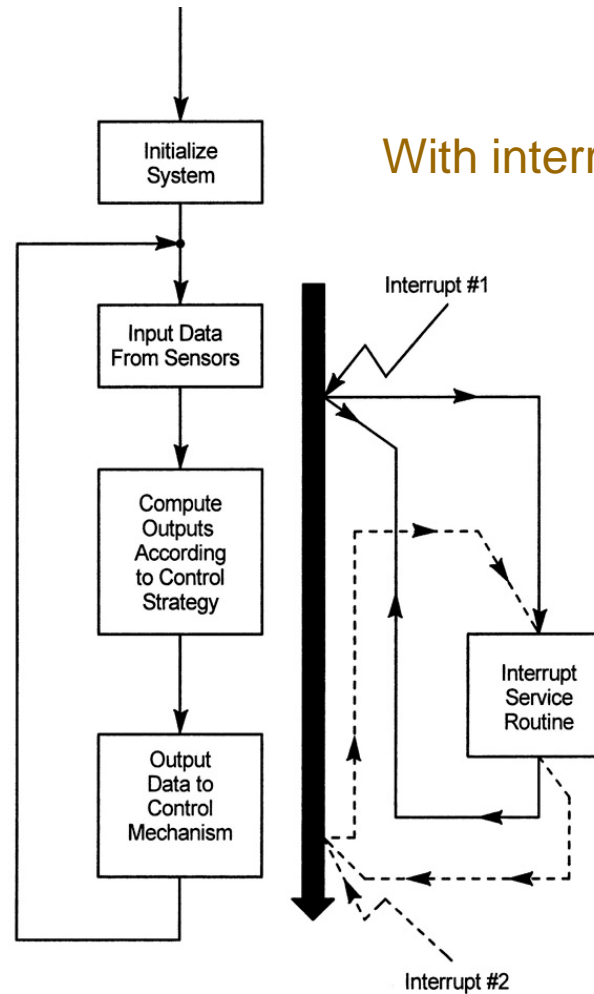 Initialize
System
With
Interrupt #1
Input Data
From Sensors
Compute
Outputs
According
to Control
Strategy
Interrupt
Service
Routine
Output
Data to
Control
Mechanism
Interrupt #2